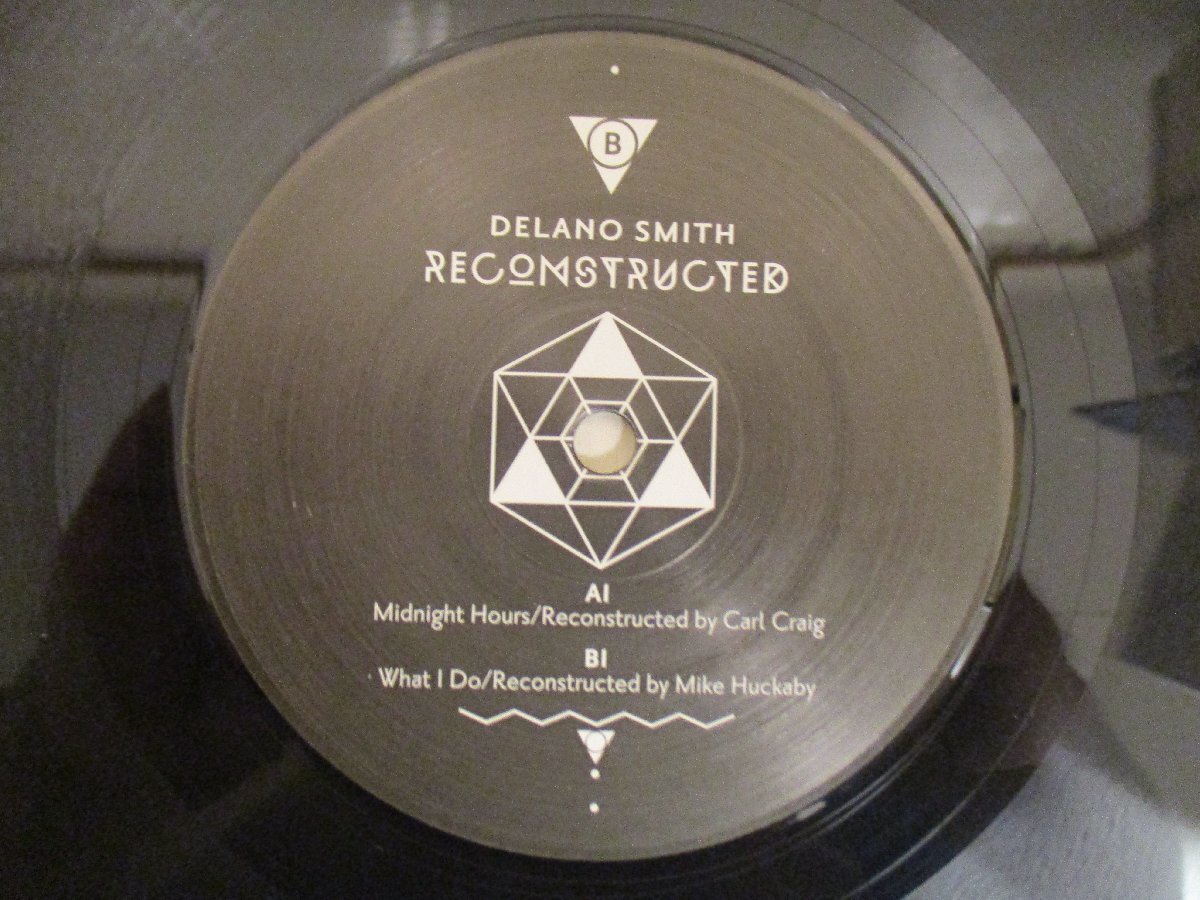 B
DELANO SMITH
RECONSTRUCTED
A1
Midnight Hours/Reconstructed by Carl Craig
B1
What I Do/Reconstructed by Mike Huckaby